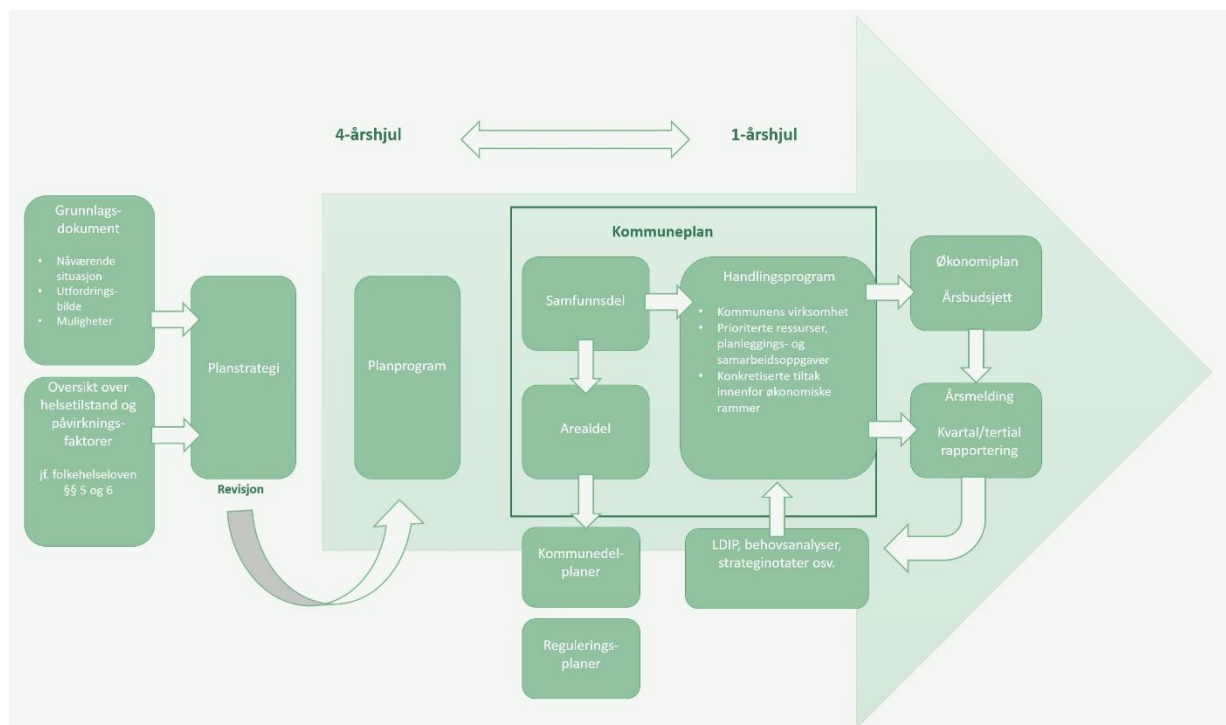 4-årshjul
1-årshjul
Grunnlags-
dokument
• Nåværende
situasjon
• Utfordrings-
bilde
• Muligheter
Oversikt over
helsetilstand og
påvirknings-
faktorer
jf. folkehelseloven
§§ 5 og 6
Planstrategi
Revisjon
Planprogram
Kommuneplan
Samfunnsdel
Arealdel
Kommunedel-
planer
Regulerings-
planer
Handlingsprogram
• Kommunens virksomhet
• Prioriterte ressurser,
planleggings- og
samarbeidsoppgaver
• Konkretiserte tiltak
innenfor økonomiske
rammer
LDIP, behovsanalyser,
strateginotater osv.
Økonomiplan
Årsbudsjett
Årsmelding
Kvartal/tertial
rapportering